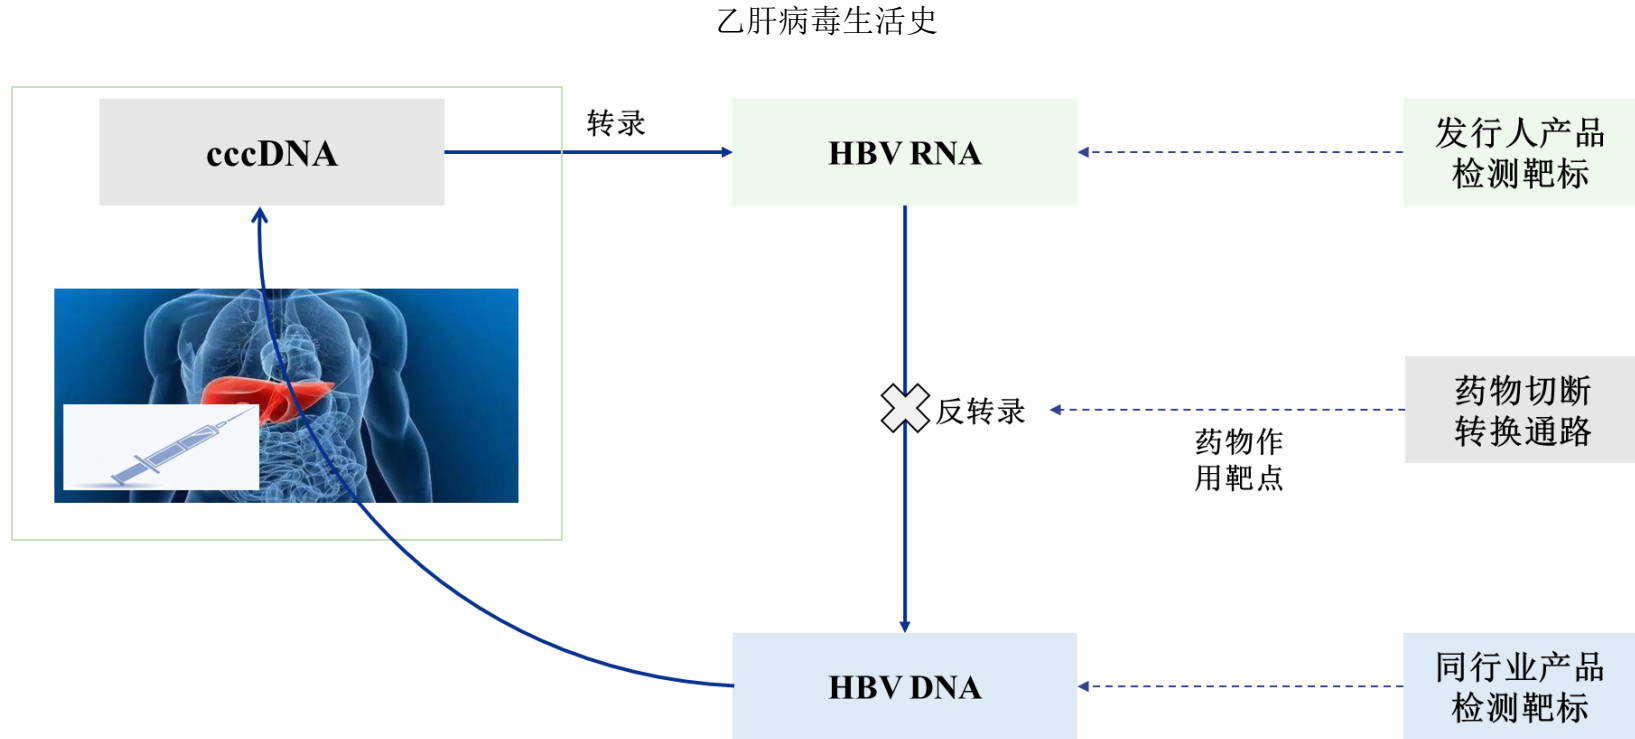 乙肝病毒生活史
cccDNA
转录
HBV RNA
发行人产品
检测靶标
反转录
药物作
用靶点
药物切断
转换通路
HBV DNA
同行业产品
检测靶标